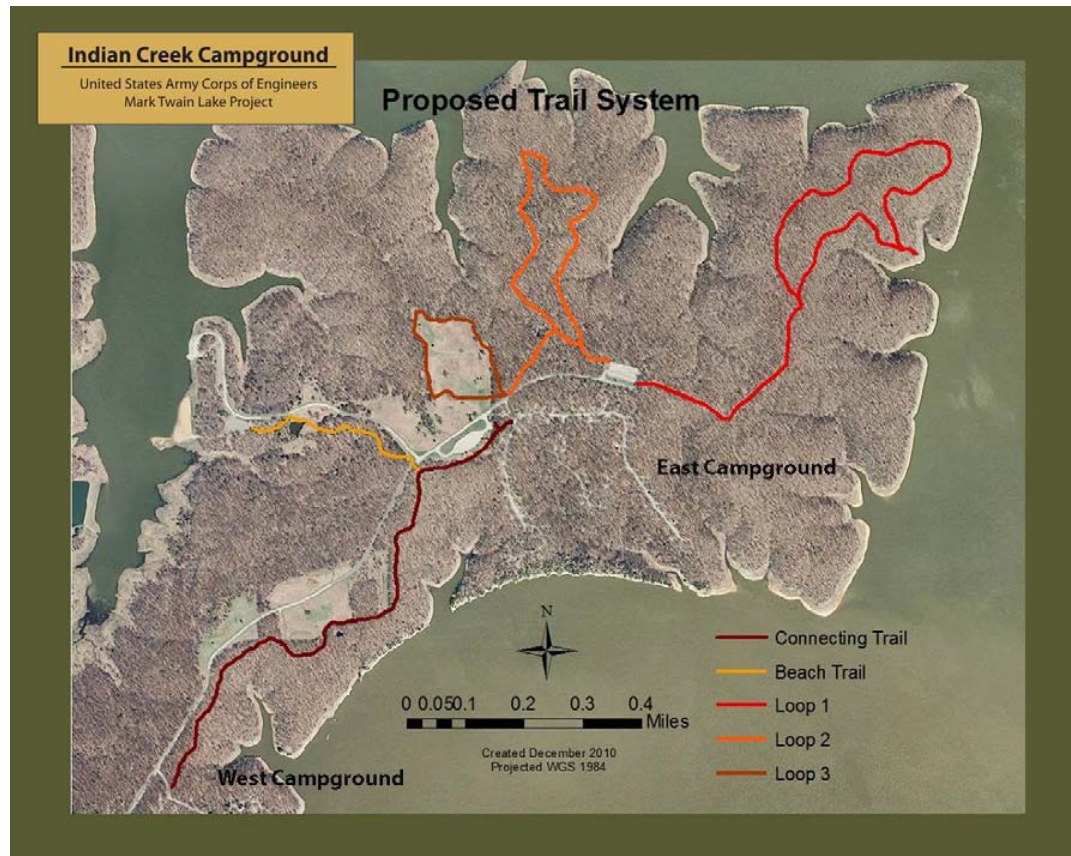 Indian Creek Campground
United States Army Corps of Engineers
Mark Twain Lake Project
Proposed Trail System
East Campground
N
Connecting Trail
Beach Trail
Loop 1
Loop 2
Loop 3
0 0.050.1 0.2 0.3 0.4
Miles
Created December 2010
Projected WGS 1984
West Campground